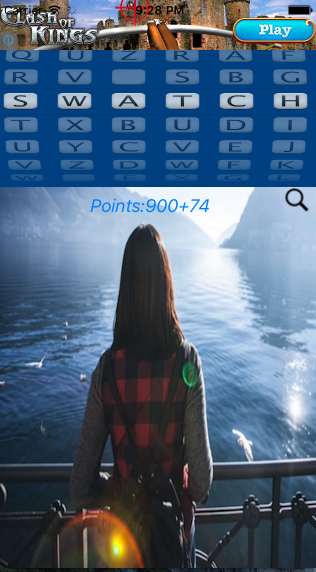 9:28 PM
CLASH OF KINGS
Play
Q U Z R A F
R V S B G
S W A T C H
T X B U D I
U Y C V E J
V Z D W F K
Points:900+74